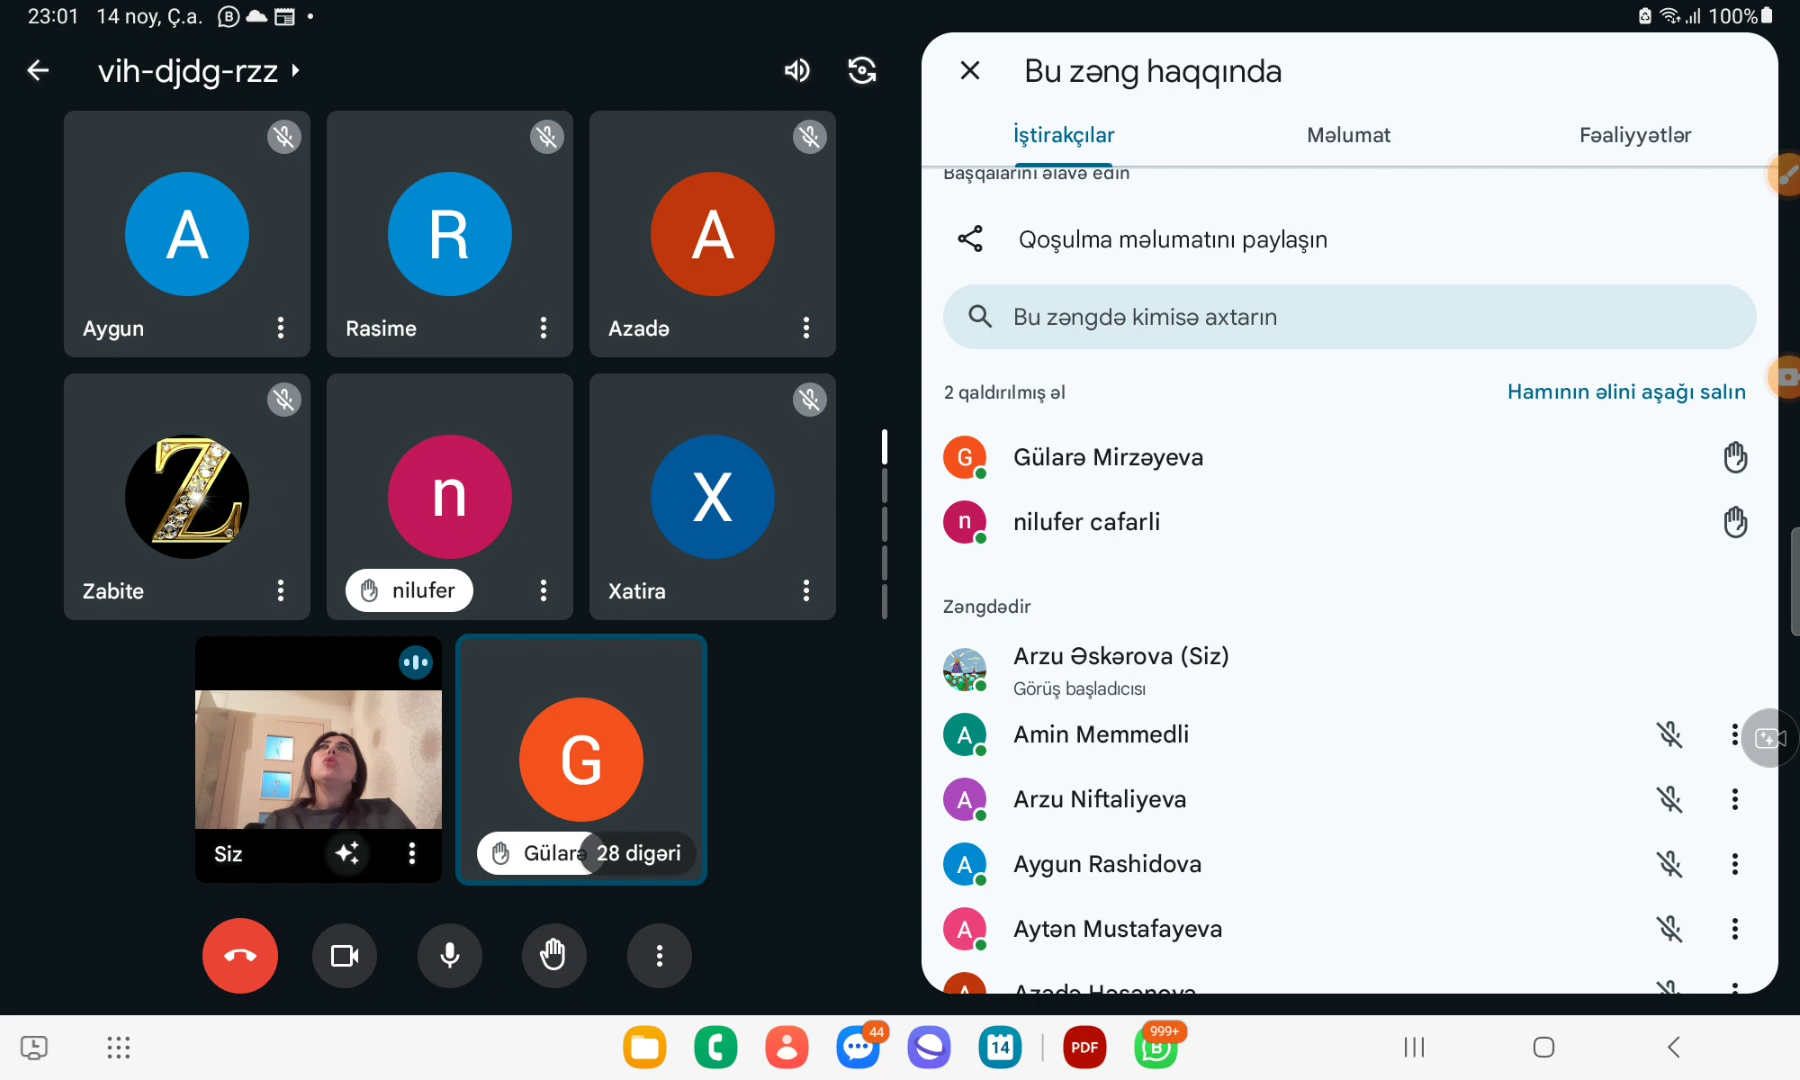 23:01 14 noy, Ç.a.
100%
vih-djdg-rzz
A
Aygun
R
Rasime
A
Azadə
Z
Zabite
n
nilufer
X
Xatira
Siz
G
Gülarə 28 digəri
Bu zəng haqqında
İştirakçılar Məlumat Fəaliyyətlər
Başqalarını əlavə edin
Qoşulma məlumatını paylaşın
Bu zəngdə kimisə axtarın
2 qaldırılmış əl Hamının əlini aşağı salın
G Gülarə Mirzəyeva
n nilufer cafarli
Zəngdədir
Arzu Əskərova (Siz)
Görüş başladıcısı
A Amin Memmedli
A Arzu Niftaliyeva
A Aygun Rashidova
A Aytən Mustafayeva
A Azadə Həsənova
44 14 PDF B 999+